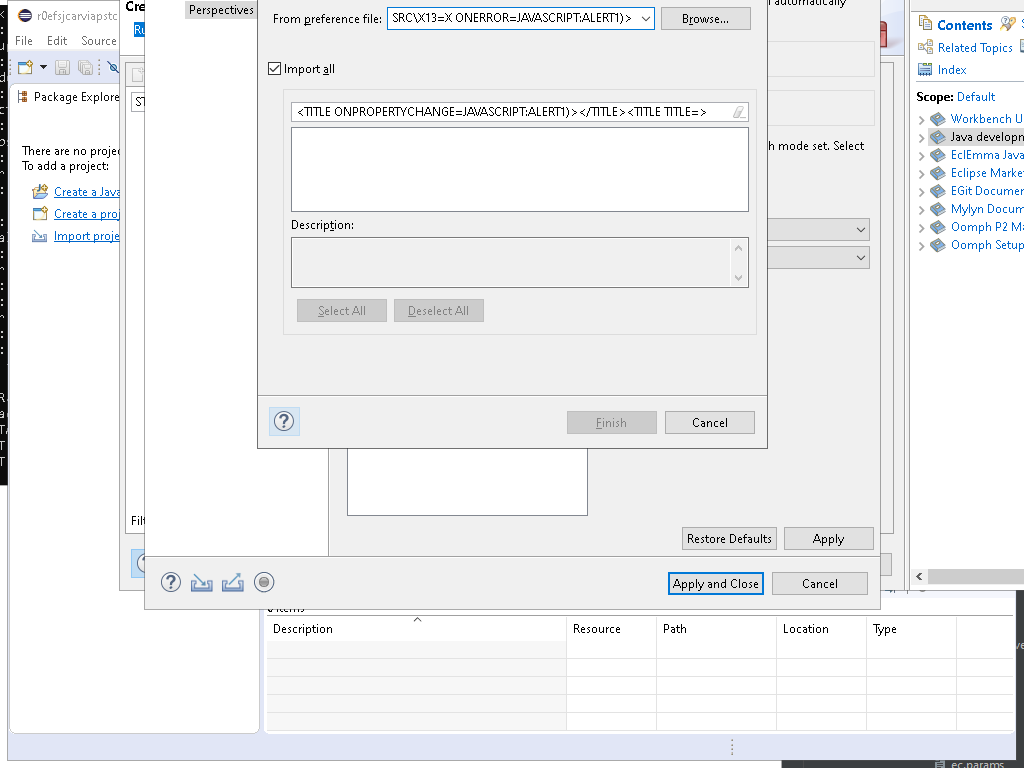 r0efsjcarviapstc
File Edit Source
Package Explore
There are no projec
To add a project:
Create a Java
Create a proj
Import proje
Cre
Ru
ST
Filt
Perspectives
From preference file: SRC\X13=X ONERROR=JAVASCRIPT:ALERT1)> Browse...
Import all
<TITLE ONPROPERTYCHANGE=JAVASCRIPT:ALERT1)></TITLE><TITLE TITLE=>
Description:
Select All Deselect All
Finish Cancel
automatically
h mode set. Select
Restore Defaults Apply
Apply and Close Cancel
Contents
Related Topics
Index
Scope: Default
Workbench U
Java developm
EclEmma Java
Eclipse Marke
EGit Documen
Mylyn Docum
Oomph P2 Ma
Oomph Setup
Description Resource Path Location Type
ec.params